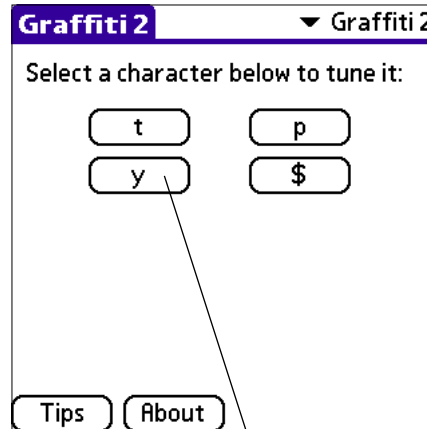 Graffiti 2 Graffiti 2
Select a character below to tune it:
t p
y $
Tips About